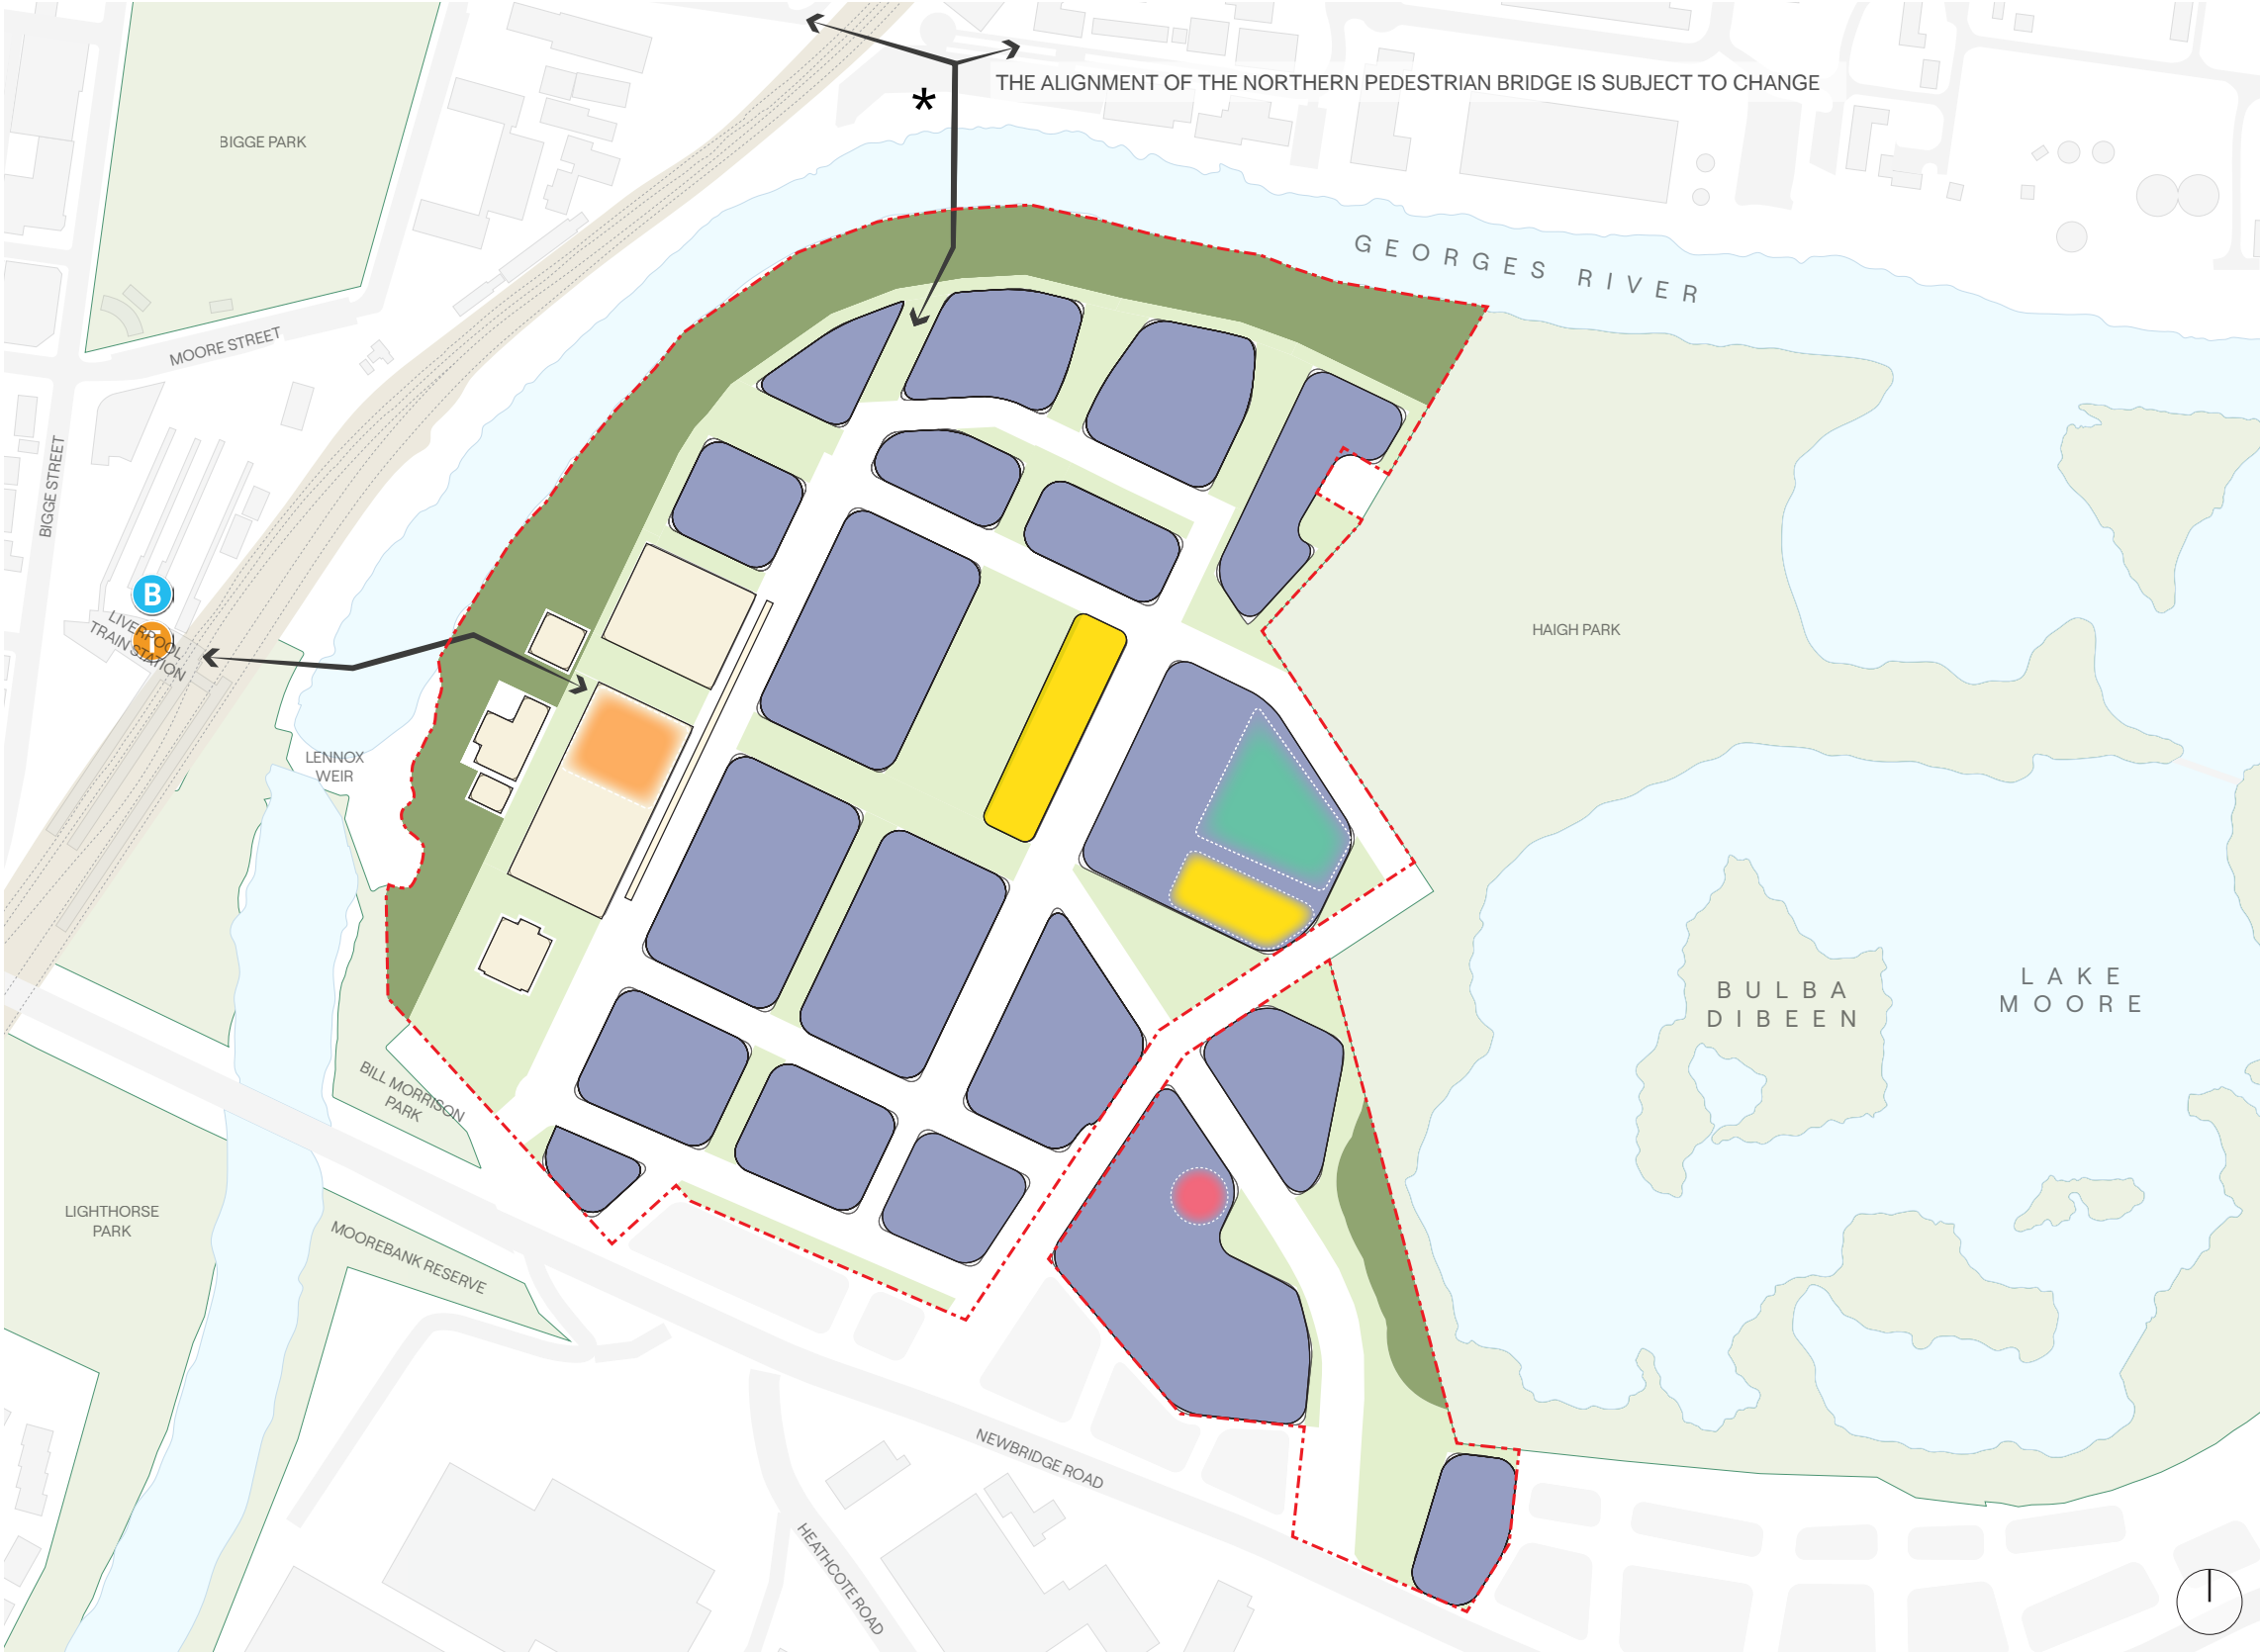 *
THE ALIGNMENT OF THE NORTHERN PEDESTRIAN BRIDGE IS SUBJECT TO CHANGE
BIGGE PARK
GEORGES RIVER
MOORE STREET
BIGGE STREET
B
T
LIVERPOOL
TRAIN STATION
HAIGH PARK
LENNOX
WEIR
BULBA
DIBEEN
LAKE
MOORE
BILL MORRISON
PARK
LIGHTHORSE
PARK
MOOREBANK RESERVE
NEWBRIDGE ROAD
HEATHCOTE ROAD